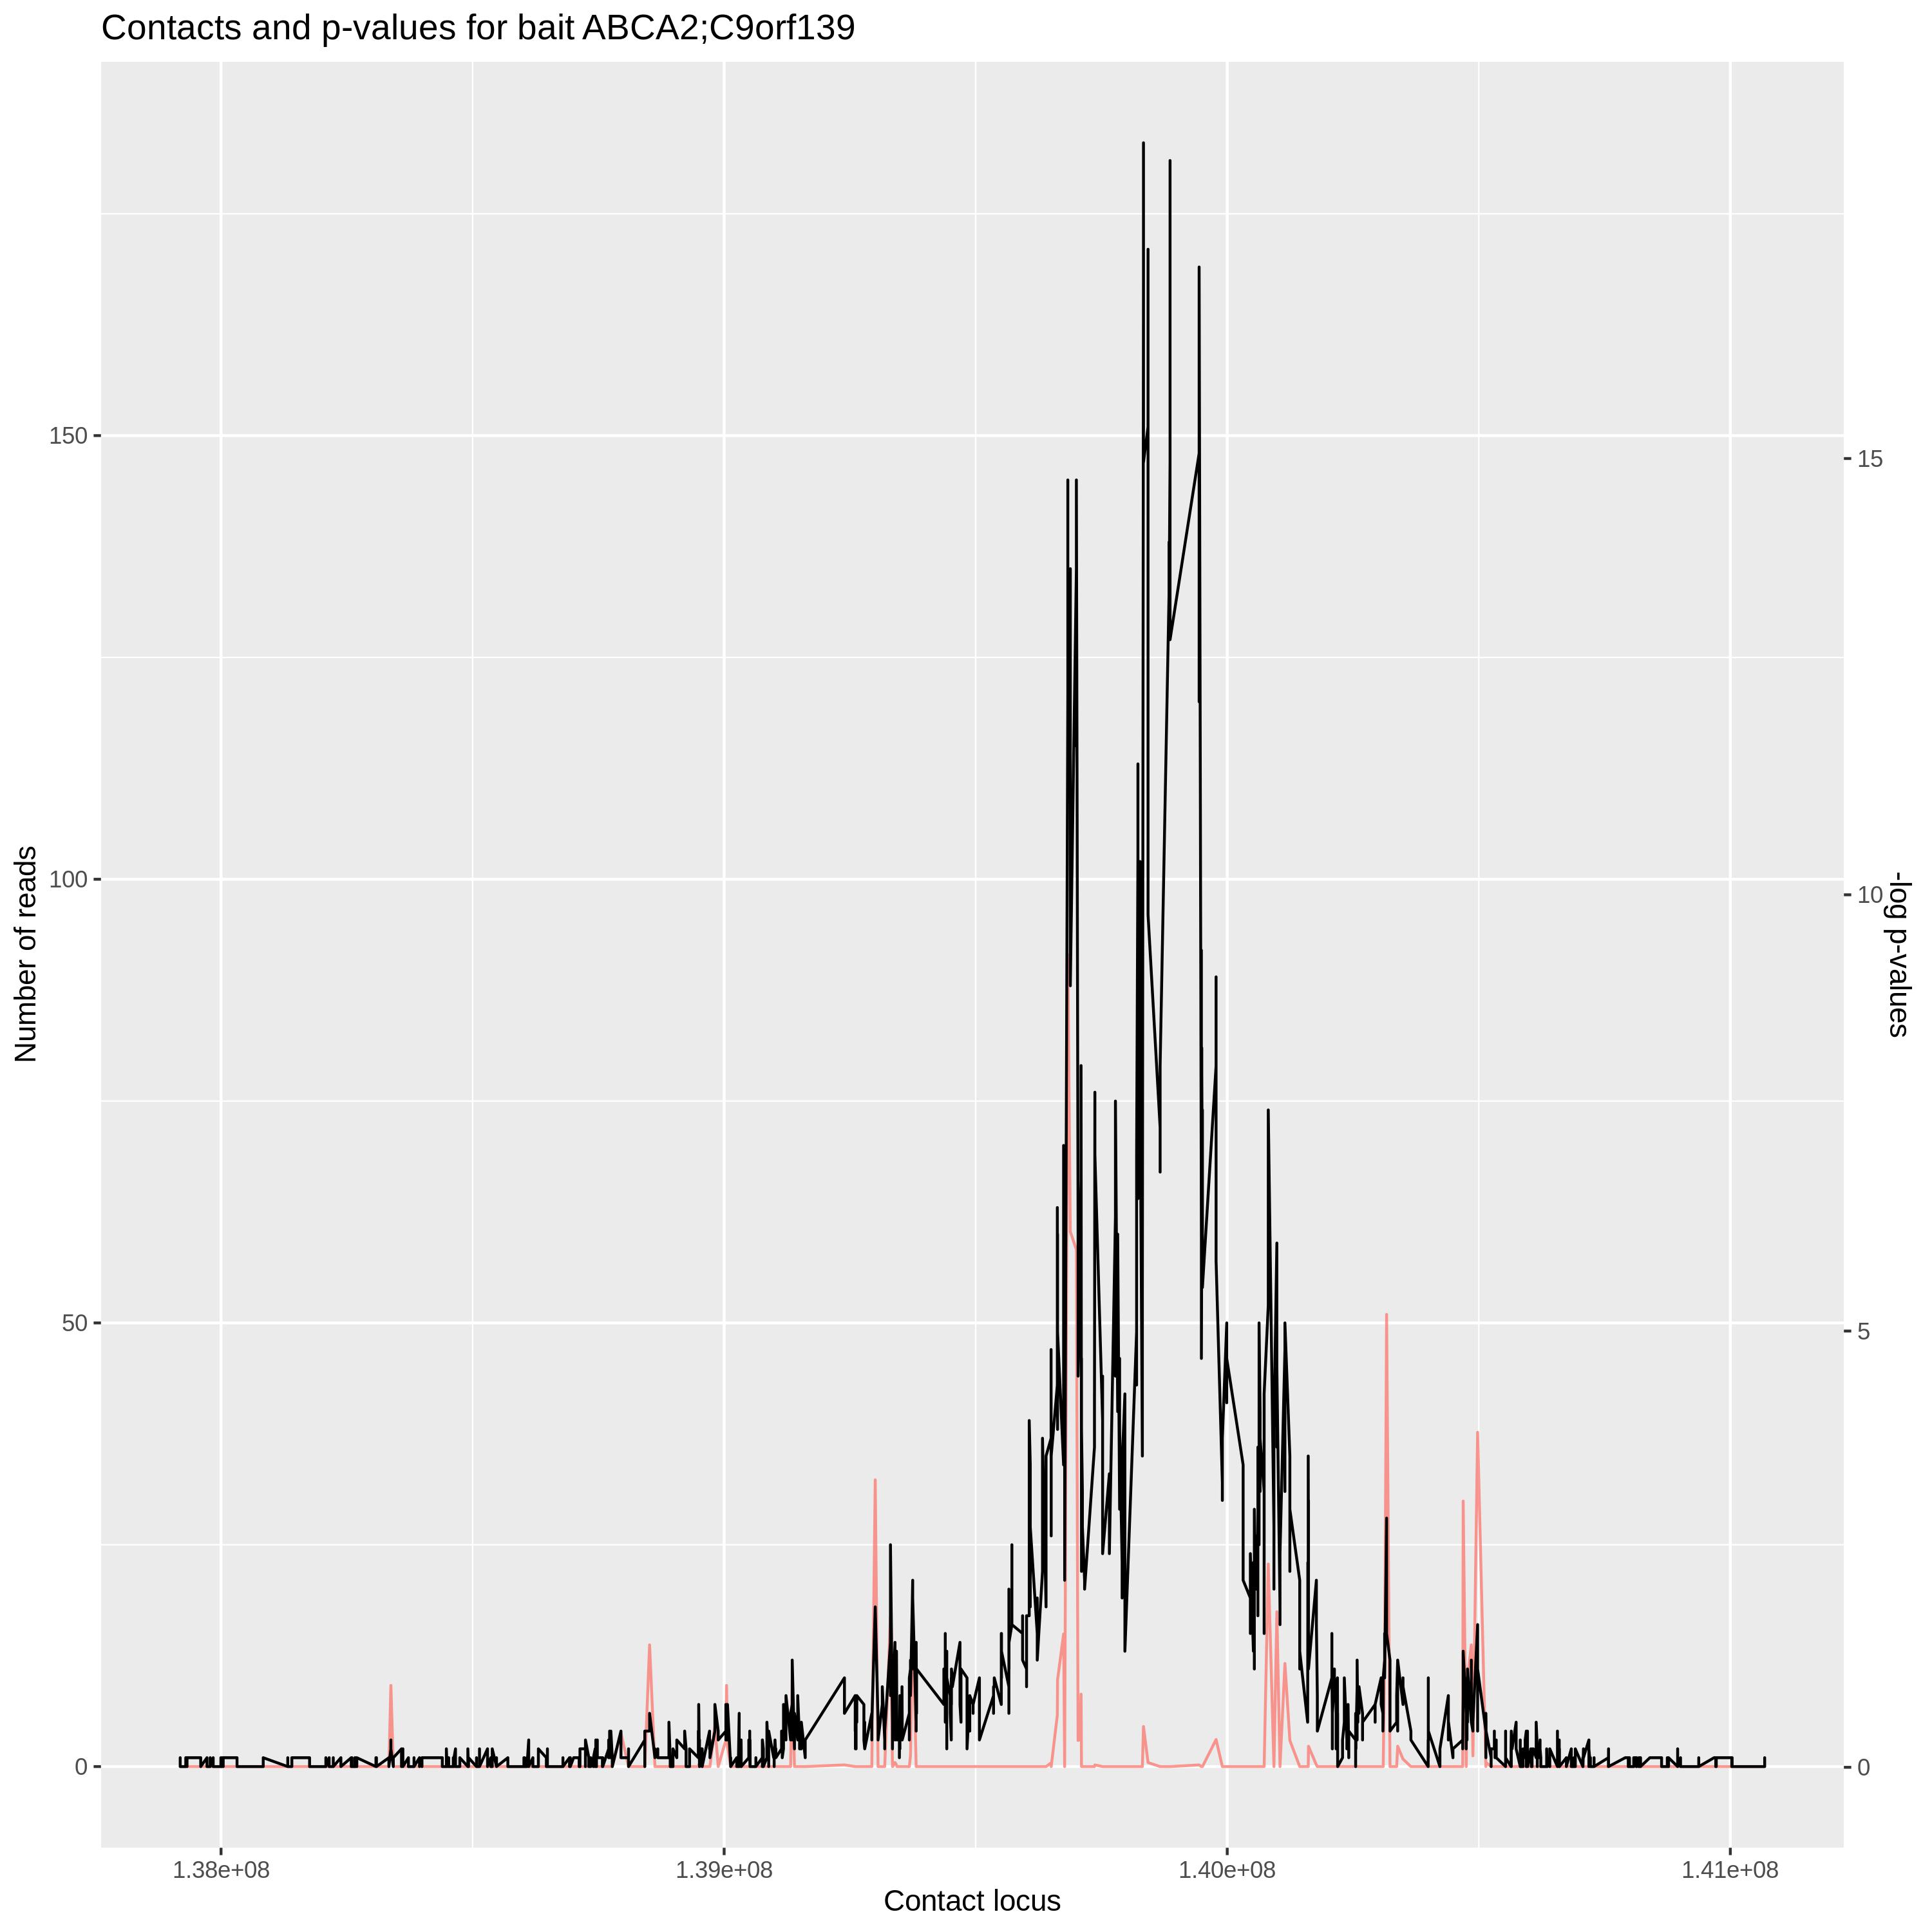 Contacts and p-values for bait ABCA2;C9orf139
150
100
50
0
Number of reads
15
10
5
0
-log p-values
1.38e+08
1.39e+08
1.40e+08
1.41e+08
Contact locus